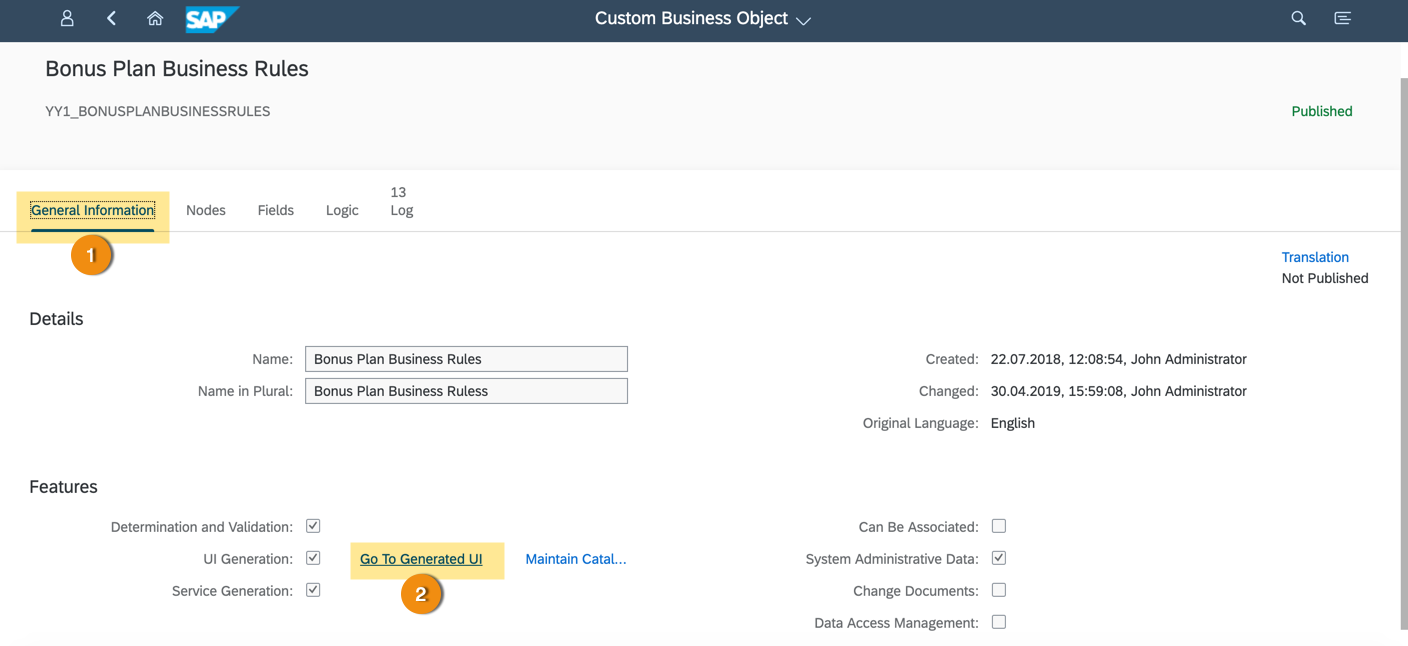 SAP Custom Business Object
Bonus Plan Business Rules
YY1_BONUSPLANBUSINESSRULES Published
13
General Information Nodes Fields Logic Log
1
Translation
Not Published
Details
Name: Bonus Plan Business Rules Created: 22.07.2018, 12:08:54, John Administrator
Name in Plural: Bonus Plan Business Ruless Changed: 30.04.2019, 15:59:08, John Administrator
Original Language: English
Features
Determination and Validation: Can Be Associated:
UI Generation: Go To Generated UI Maintain Catal... System Administrative Data:
Service Generation: 2 Change Documents:
Data Access Management: